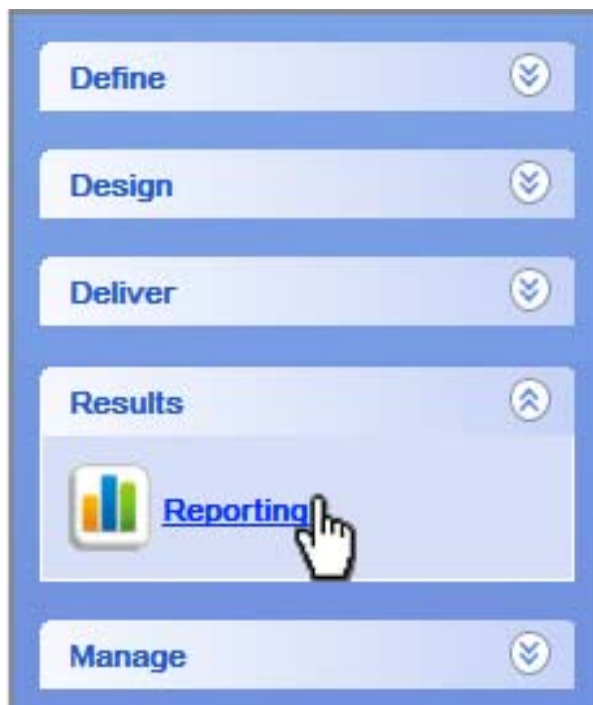 Define
Design
Deliver
Results
Reporting
Manage